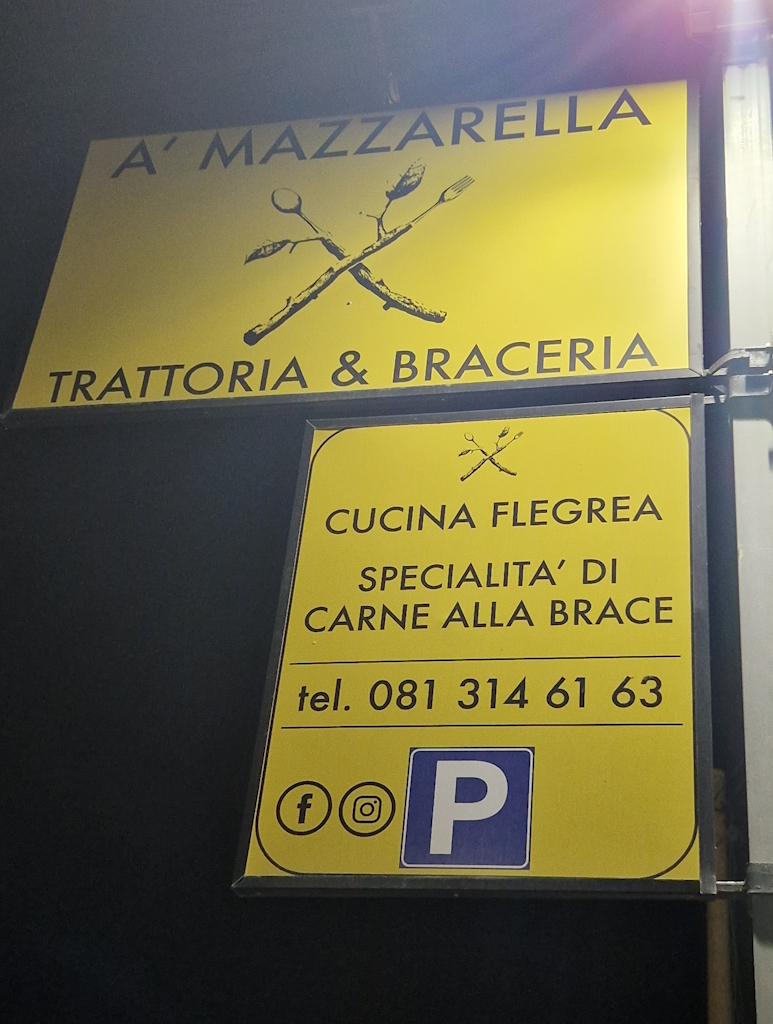 A' MAZZARELLA
TRATTORIA & BRACERIA
CUCINA FLEGREA
SPECIALITA' DI
CARNE ALLA BRACE
tel. 081 314 61 63
f
P